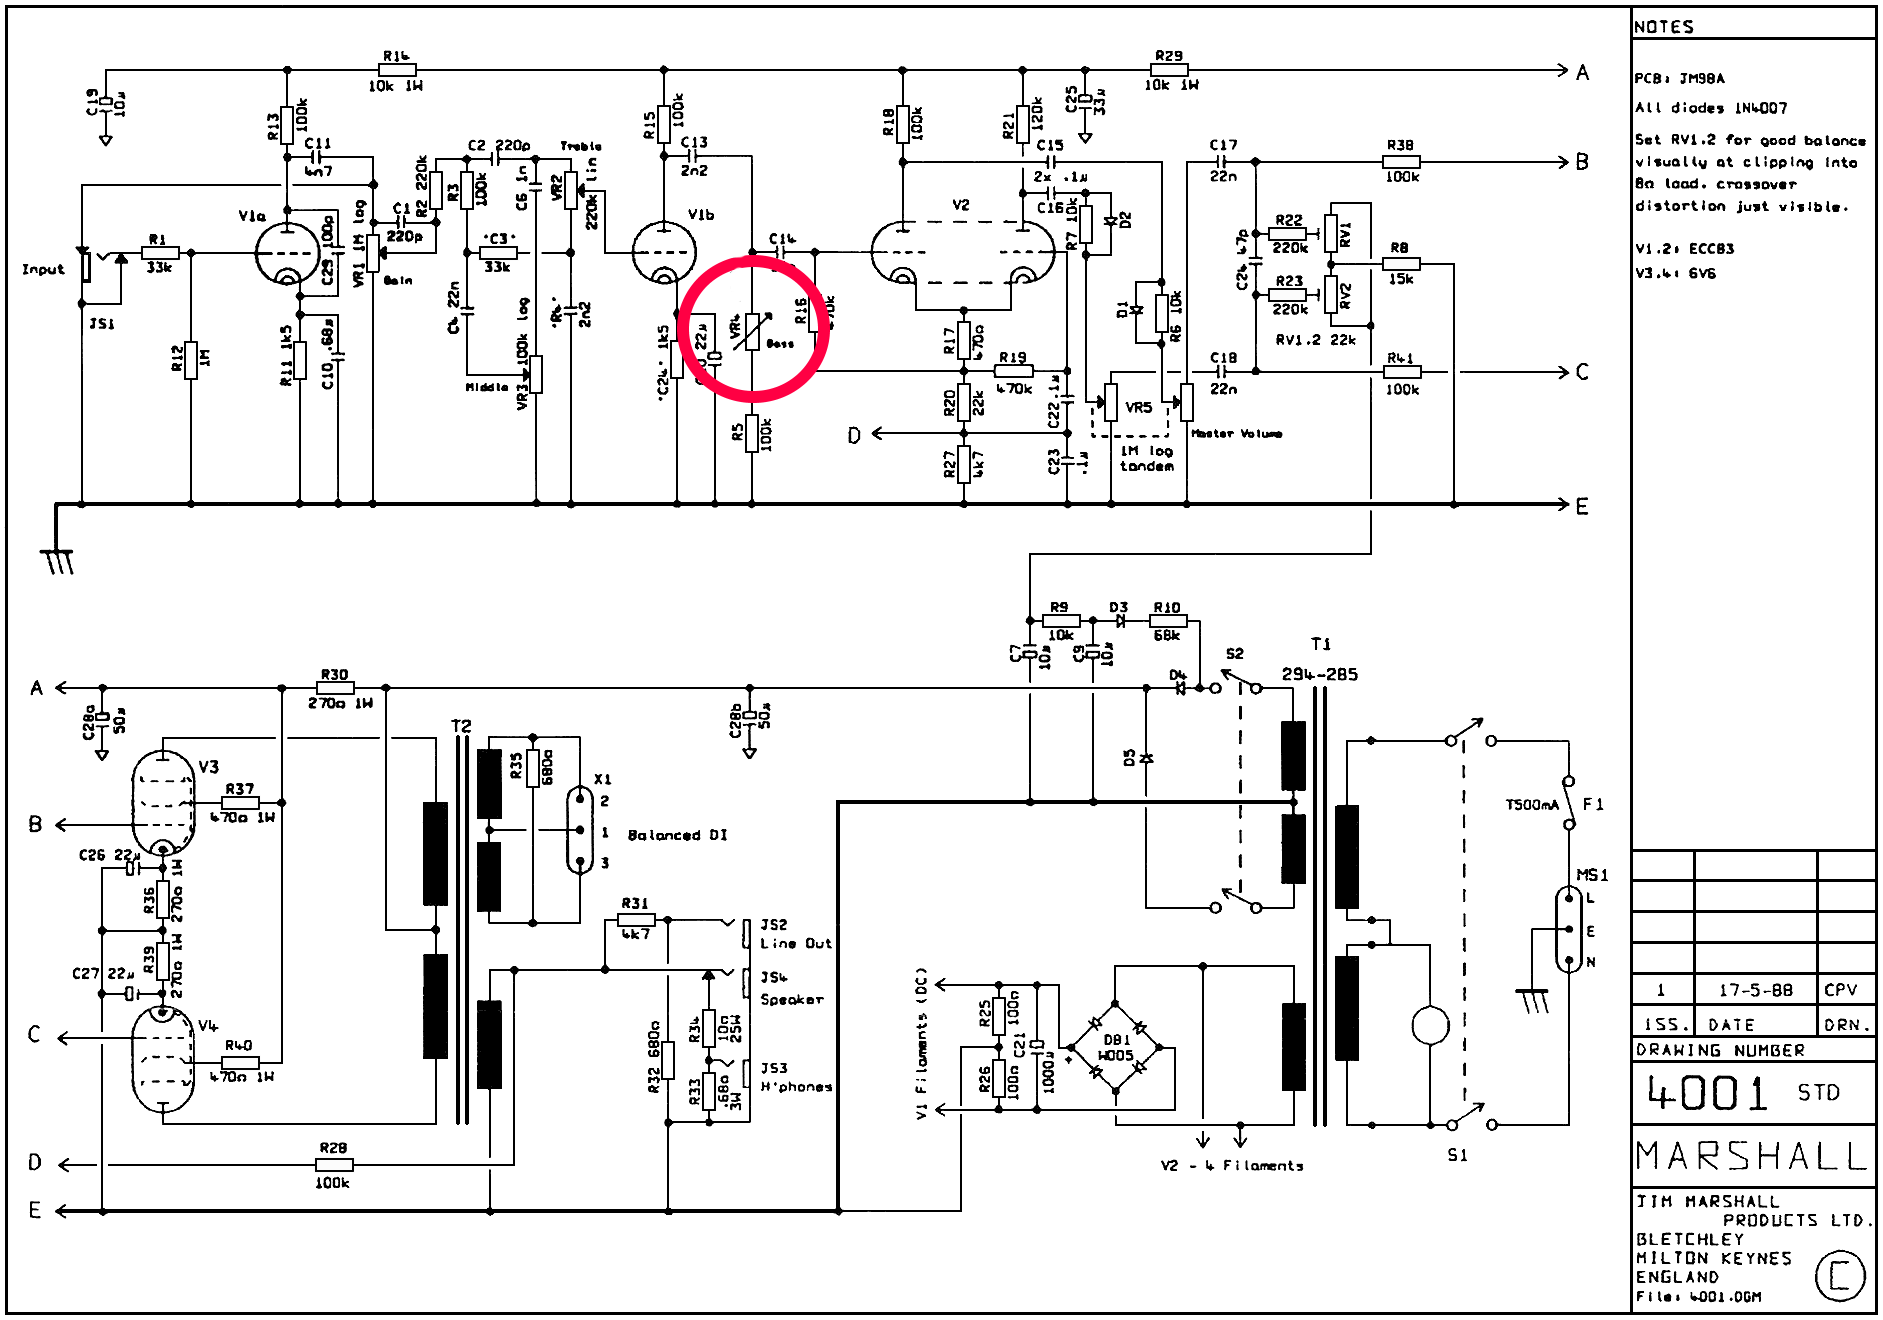 NOTES
PCB: JM98A
All diodes 1N4007
Set RV1.2 for good balance
visually at clipping into
8Ω load. crossover
distortion just visible.
V1.2: ECC83
V3.4: 6V6
R14
10k 1W
R29
10k 1W
A
C19
10µ
R13
100k
C11
4n7
C2 220p
Treble
R15
100k
C13
2n2
R18
100k
R21
120k
C25
33µ
C15
2x .1µ
C16
C17
22n
R38
100k
B
R2 220k
R3
100k
C6 1n
VR2
220k lin
V1a
C1
220p
VR1 1M log
Gain
C29 100p
Input
R1
33k
JS1
'C3'
33k
V1b
C14
V2
R7 10k
D2
C24 47p
R22
220k
RV1
R8
15k
R23
220k
RV2
RV1.2 22k
C4 22n
'R4'
2n2
VR4
Bass
R16
470k
D1
R6 10k
R12
1M
R11 1k5
C10 .68µ
Middle
VR3 100k log
'C24' 1k5
22µ
R17
470Ω
R19
470k
C18
22n
R41
100k
C
R5
100k
R20
22k
C22 .1µ
VR5
Master Volume
D
R27
4k7
C23
.1µ
1M log
tandem
E
R9
10k
D3
R10
68k
C7
10µ
C9
10µ
S2
T1
294-285
D4
A
R30
270Ω 1W
C28a
50µ
C28b
50µ
T2
V3
R37
470Ω 1W
R35
680Ω
X1
2
1
3
Balanced DI
D5
T500mA
F1
B
C26 22µ
R36
270Ω 1W
R39
270Ω 1W
C27 22µ
MS1
L
E
N
R31
4k7
JS2
Line Out
JS4
Speaker
C
V4
R40
470Ω 1W
R32 680Ω
R34
10Ω
25W
JS3
H'phones
R33
.68Ω
3W
V1 Filaments (DC)
R25
100Ω
R26
100Ω
C21
1000µ
DB1
W005
+
V2 - 4 Filaments
S1
D
R28
100k
E
1
17-5-88
CPV
ISS.
DATE
DRN.
DRAWING NUMBER
4001 STD
MARSHALL
JIM MARSHALL
PRODUCTS LTD.
BLETCHLEY
MILTON KEYNES
ENGLAND
File: 4001.DGM
C